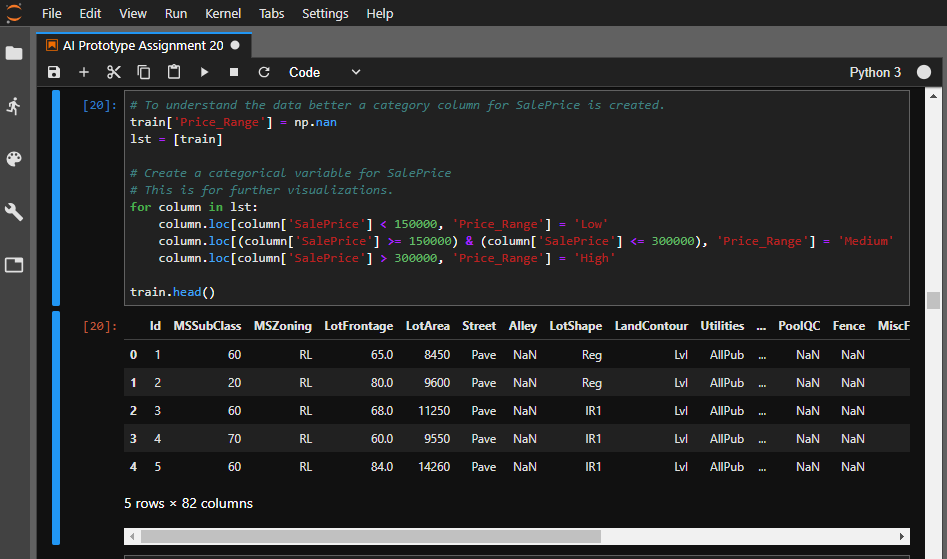 File Edit View Run Kernel Tabs Settings Help
AI Prototype Assignment 20
Code
Python 3
[20]:
# To understand the data better a category column for SalePrice is created.
train['Price_Range'] = np.nan
lst = [train]
# Create a categorical variable for SalePrice
# This is for further visualizations.
for column in lst:
    column.loc[column['SalePrice'] < 150000, 'Price_Range'] = 'Low'
    column.loc[(column['SalePrice'] >= 150000) & (column['SalePrice'] <= 300000), 'Price_Range'] = 'Medium'
    column.loc[column['SalePrice'] > 300000, 'Price_Range'] = 'High'
train.head()
[20]:
Id MSSubClass MSZoning LotFrontage LotArea Street Alley LotShape LandContour Utilities ... PoolQC Fence MiscF
0 1 60 RL 65.0 8450 Pave NaN Reg Lvl AllPub ... NaN NaN
1 2 20 RL 80.0 9600 Pave NaN Reg Lvl AllPub ... NaN NaN
2 3 60 RL 68.0 11250 Pave NaN IR1 Lvl AllPub ... NaN NaN
3 4 70 RL 60.0 9550 Pave NaN IR1 Lvl AllPub ... NaN NaN
4 5 60 RL 84.0 14260 Pave NaN IR1 Lvl AllPub ... NaN NaN
5 rows × 82 columns